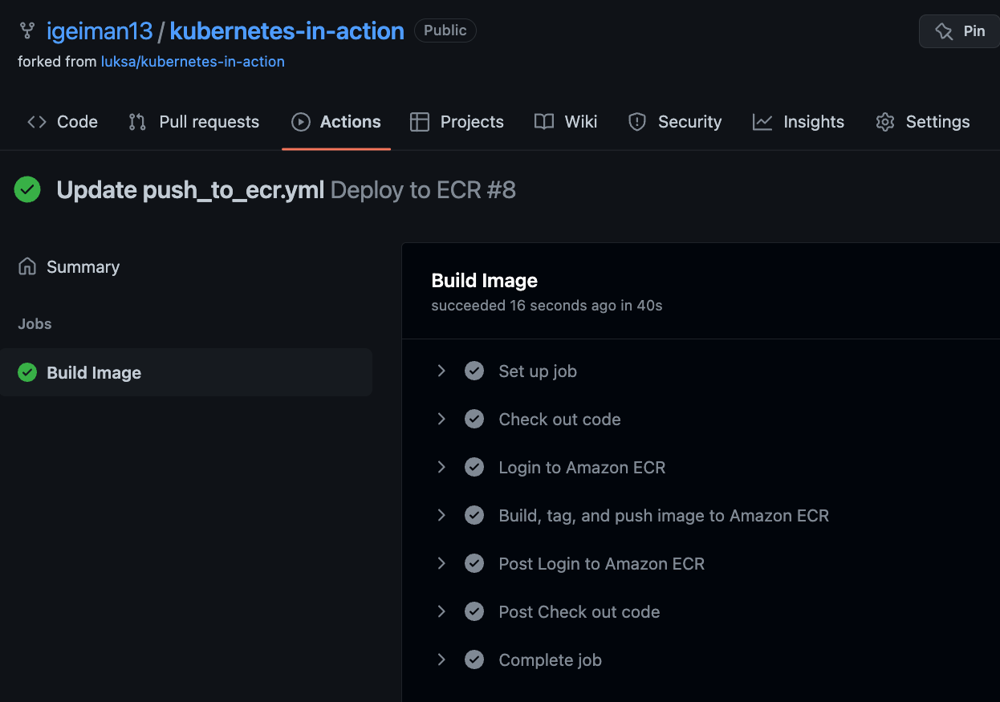 igeiman13 / kubernetes-in-action Public
Pin
forked from luksa/kubernetes-in-action
Code Pull requests Actions Projects Wiki Security Insights Settings
Update push_to_ecr.yml Deploy to ECR #8
Summary
Jobs
Build Image
Build Image
succeeded 16 seconds ago in 40s
Set up job
Check out code
Login to Amazon ECR
Build, tag, and push image to Amazon ECR
Post Login to Amazon ECR
Post Check out code
Complete job